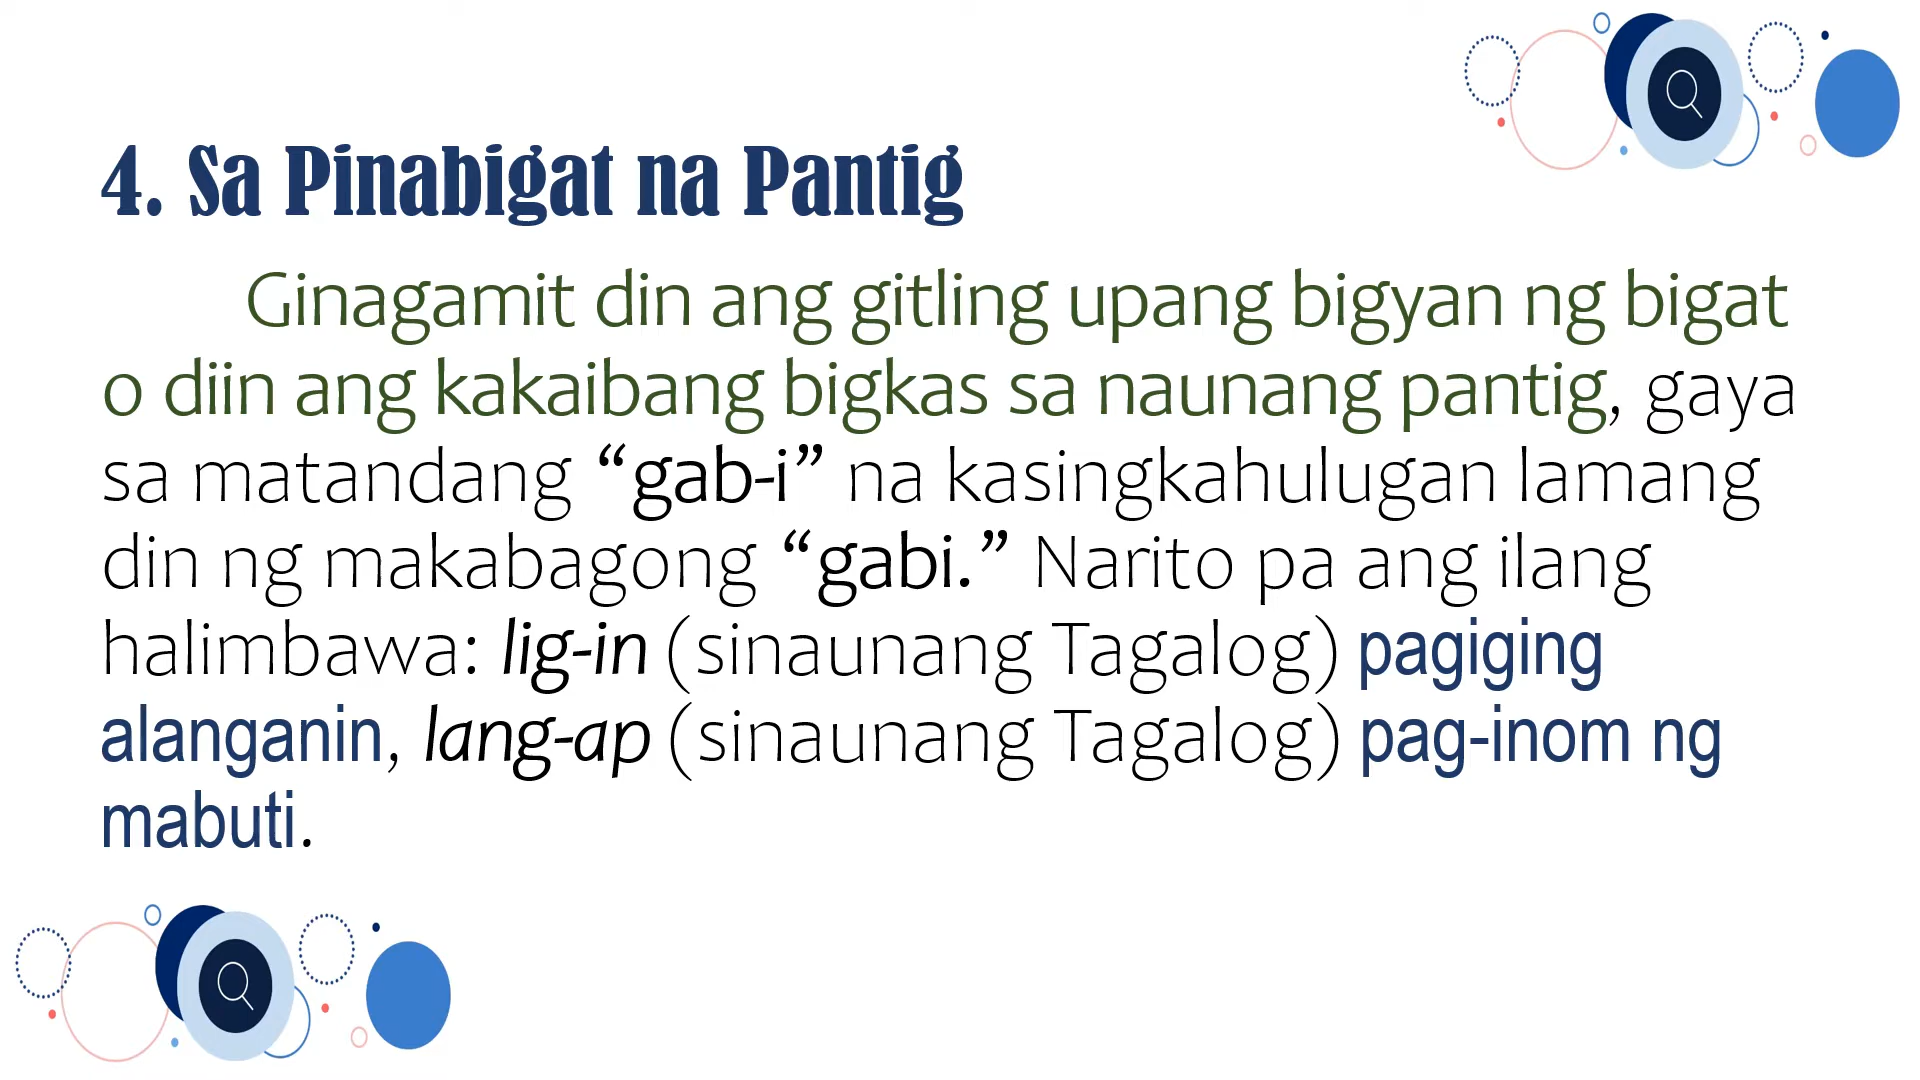 4. Sa Pinabigat na Pantig
Ginagamit din ang gitling upang bigyan ng bigat
o diin ang kakaibang bigkas sa naunang pantig, gaya
sa matandang “gab-i” na kasingkahulugan lamang
din ng makabagong “gabi.” Narito pa ang ilang
halimbawa: lig-in (sinaunang Tagalog) pagiging
alanganin, lang-ap (sinaunang Tagalog) pag-inom ng
mabuti.